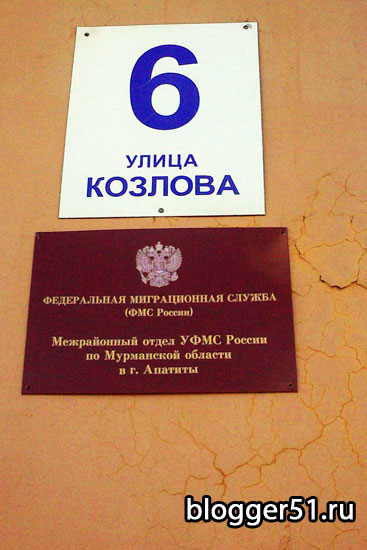 6
УЛИЦА
КОЗЛОВА
ФЕДЕРАЛЬНАЯ МИГРАЦИОННАЯ СЛУЖБА
(ФМС России)
Межрайонный отдел УФМС России
по Мурманской области
в г. Апатиты
blogger51.ru